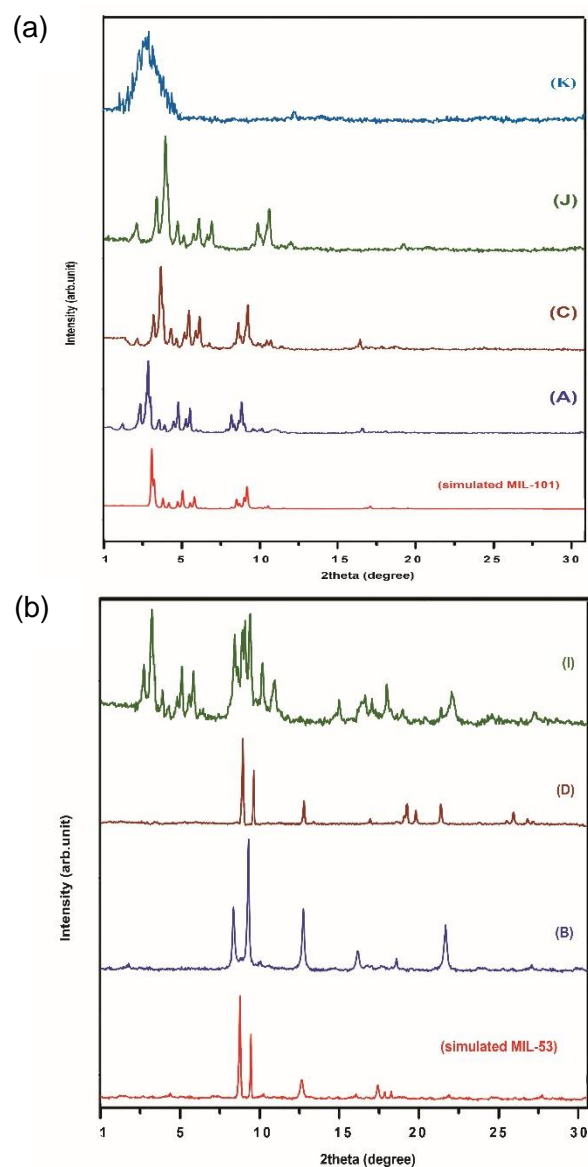 (a)
(K)
(J)
(C)
(A)
(simulated MIL-101)
Intensity (arb.unit)
1 5 10 15 20 25 30
2theta (degree)
(b)
(I)
(D)
(B)
(simulated MIL-53)
Intensity (arb.unit)
1 5 10 15 20 25 30
2theta (degree)